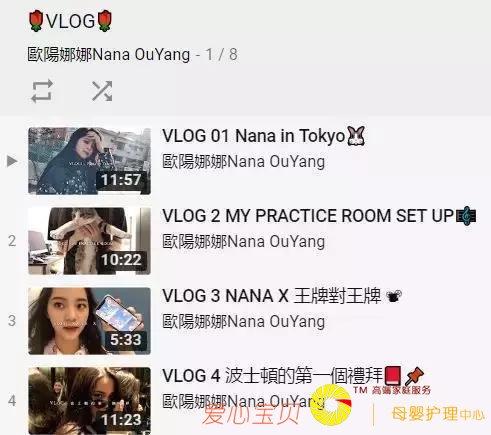 🌹VLOG🌹
歐陽娜娜Nana OuYang - 1 / 8
VLOG 01 Nana in Tokyo🐰
歐陽娜娜Nana OuYang
11:57
2
VLOG 2 MY PRACTICE ROOM SET UP🎼
歐陽娜娜Nana OuYang
10:22
3
VLOG 3 NANA X 王牌對王牌 📽
歐陽娜娜Nana OuYang
5:33
4
VLOG 4 波士頓的第一個禮拜📕📌
歐陽娜娜Nana OuYang
11:23
爱心宝贝
TM 高端家庭服务
母婴护理中心